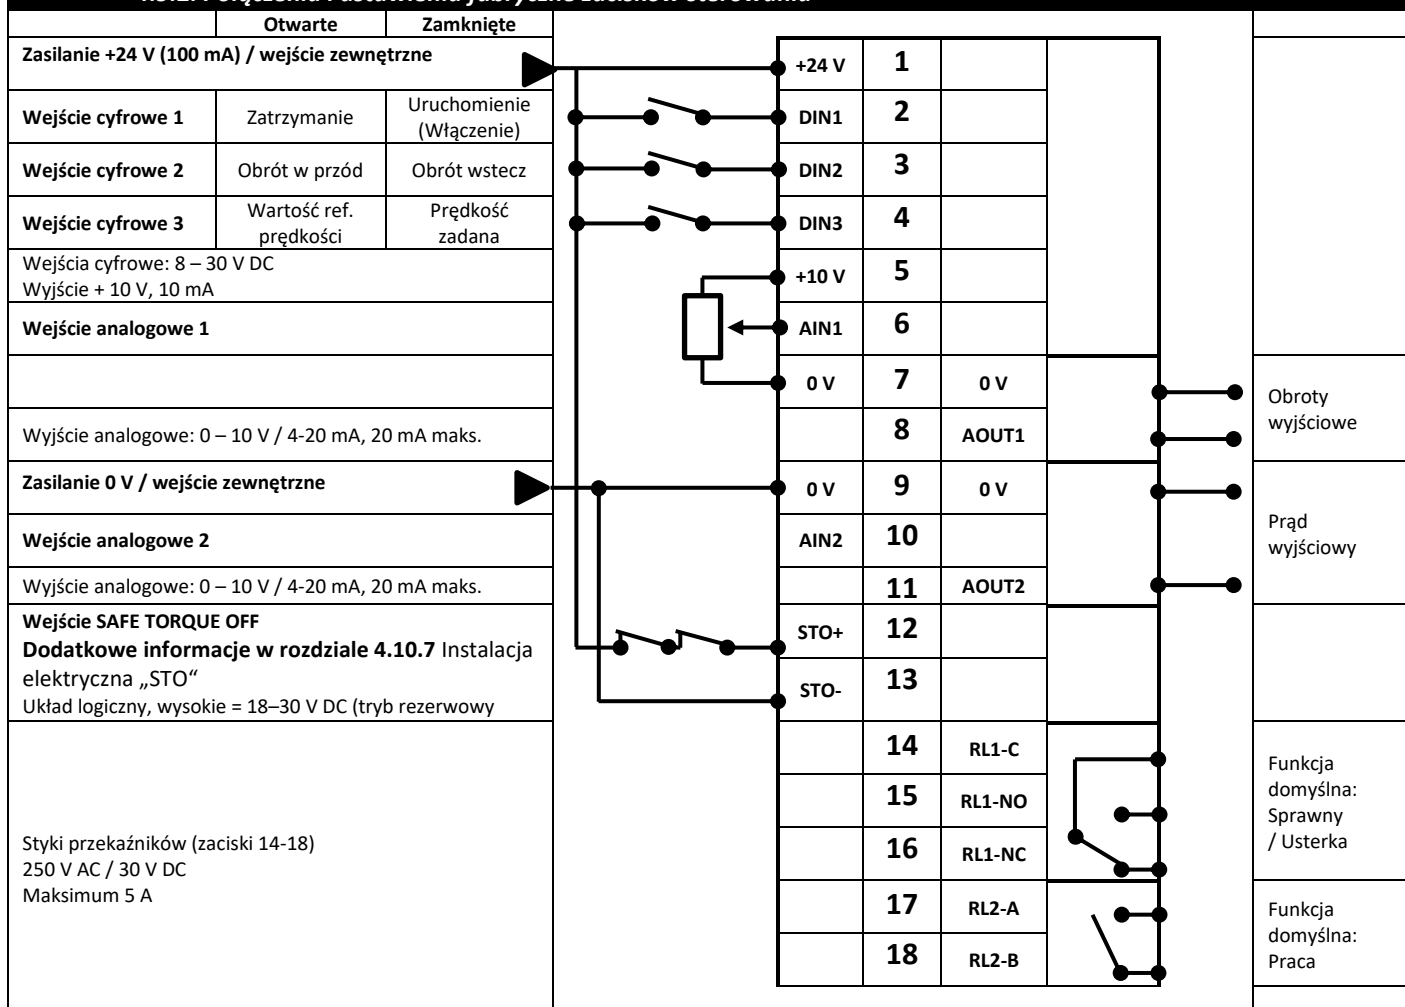 Otwarte Zamknięte
Zasilanie +24 V (100 mA) / wejście zewnętrzne
+24 V 1
Wejście cyfrowe 1 Zatrzymanie Uruchomienie
(Włączenie)
DIN1 2
Wejście cyfrowe 2 Obrót w przód Obrót wstecz
DIN2 3
Wejście cyfrowe 3 Wartość ref.
prędkości
Prędkość
zadana
DIN3 4
Wejścia cyfrowe: 8 – 30 V DC
Wyjście + 10 V, 10 mA
+10 V 5
Wejście analogowe 1
AIN1 6
0 V 7 0 V
Obroty
wyjściowe
Wyjście analogowe: 0 – 10 V / 4-20 mA, 20 mA maks.
8 AOUT1
Zasilanie 0 V / wejście zewnętrzne
0 V 9 0 V
Prąd
wyjściowy
Wejście analogowe 2
AIN2 10
Wyjście analogowe: 0 – 10 V / 4-20 mA, 20 mA maks.
11 AOUT2
Wejście SAFE TORQUE OFF
Dodatkowe informacje w rozdziale 4.10.7 Instalacja
elektryczna „STO“
Układ logiczny, wysokie = 18–30 V DC (tryb rezerwowy
STO+ 12
STO- 13
14 RL1-C
15 RL1-NO
16 RL1-NC
Funkcja
domyślna:
Sprawny
/ Usterka
Styki przekaźników (zaciski 14-18)
250 V AC / 30 V DC
Maksimum 5 A
17 RL2-A
18 RL2-B
Funkcja
domyślna:
Praca